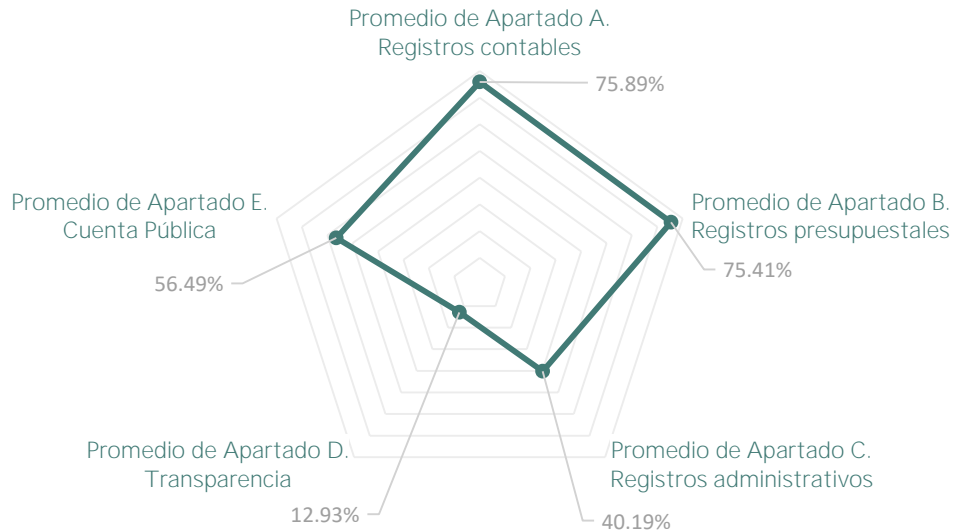 Promedio de Apartado A.
Registros contables
75.89%
Promedio de Apartado B.
Registros presupuestales
75.41%
Promedio de Apartado C.
Registros administrativos
40.19%
Promedio de Apartado D.
Transparencia
12.93%
Promedio de Apartado E.
Cuenta Pública
56.49%